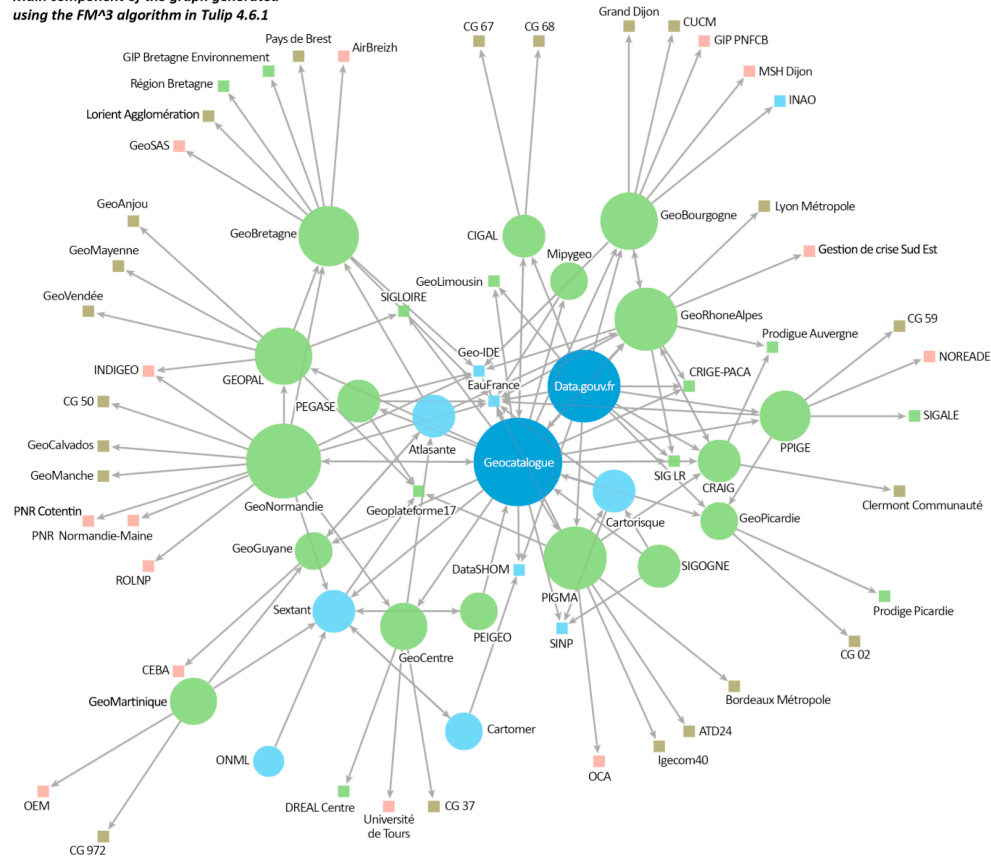 main component of the graph generated
using the FM^3 algorithm in Tulip 4.6.1
Grand Dijon
CUCM
CG 67
CG 68
GIP PNFCB
Pays de Brest
AirBreizh
GIP Bretagne Environnement
MSH Dijon
Région Bretagne
INAO
Lorient Agglomération
GeoSAS
GeoAnjou
Lyon Métropole
GeoBourgogne
GeoBretagne
CIGAL
GeoMayenne
Mipygeo
Gestion de crise Sud Est
GeoLimousin
GeoVendée
SIGLOIRE
GeoRhoneAlpes
CG 59
Prodigue Auvergne
Geo-IDE
NOREADE
INDIGEO
GEOPAL
CRIGE-PACA
EauFrance
Data.gouv.fr
CG 50
PEGASE
SIGALE
GeoCalvados
Atlasante
PPIGE
Geocatalogue
GeoManche
SIG LR
CRAIG
Clermont Communauté
GeoNormandie
Geoplateforme17
PNR Cotentin
Cartorisque
GeoPicardie
PNR Normandie-Maine
GeoGuyane
ROLNP
DataSHOM
SIGOGNE
PIGMA
Sextant
Prodige Picardie
PEIGEO
SINP
GeoCentre
CG 02
CEBA
GeoMartinique
Bordeaux Métropole
Cartomer
ATD24
Igecom40
ONML
OCA
OEM
DREAL Centre
Université
de Tours
CG 37
CG 972